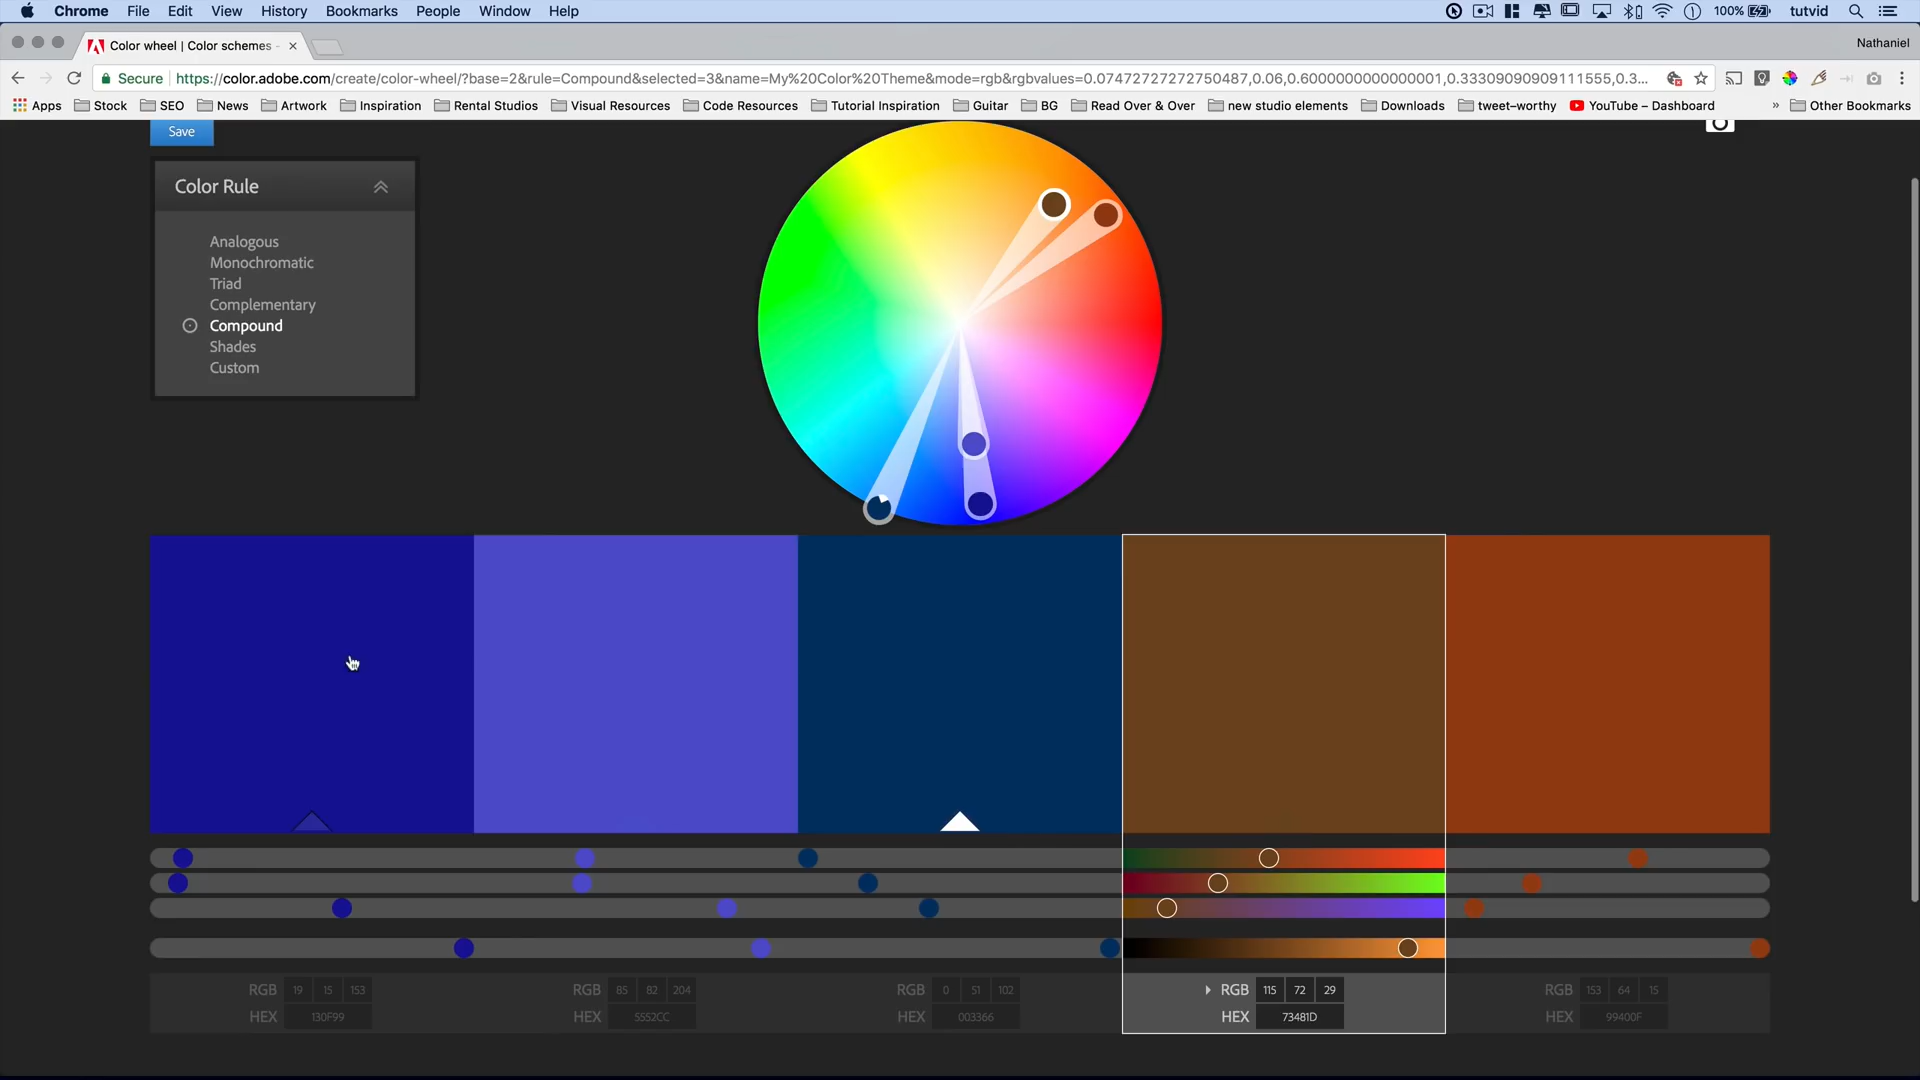 Chrome File Edit View History Bookmarks People Window Help 100% tutvid
Color wheel | Color schemes - Nathaniel
Secure https://color.adobe.com/create/color-wheel/?base=2&rule=Compound&selected=3&name=My%20Color%20Theme&mode=rgb&rgbvalues=0.07472727272750487,0.06,0.6000000000000001,0.33309090909111555,0.3...
Apps Stock SEO News Artwork Inspiration Rental Studios Visual Resources Code Resources Tutorial Inspiration Guitar BG Read Over & Over new studio elements Downloads tweet-worthy YouTube – Dashboard » Other Bookmarks
Save
Color Rule
Analogous
Monochromatic
Triad
Complementary
Compound
Shades
Custom
RGB 19 15 153 RGB 85 82 204 RGB 0 51 102 RGB 115 72 29 RGB 153 64 15
HEX 130F99 HEX 5552CC HEX 003366 HEX 73481D HEX 99400F